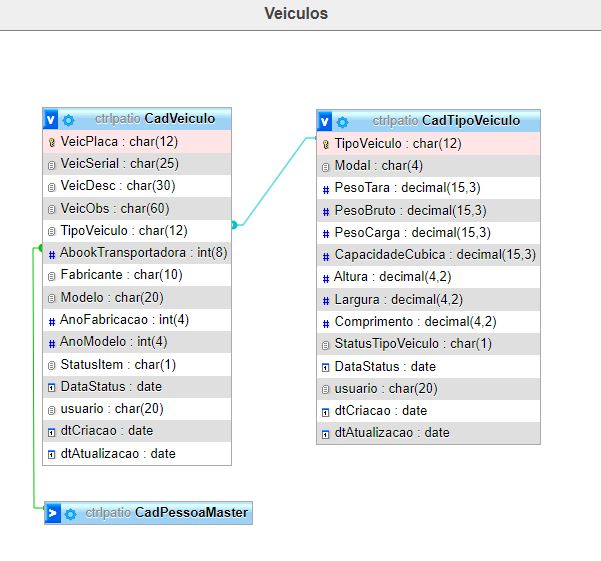 Veiculos
v ctrlpatio CadVeiculo
VeicPlaca : char(12)
VeicSerial : char(25)
VeicDesc : char(30)
VeicObs : char(60)
TipoVeiculo : char(12)
# AbookTransportadora : int(8)
Fabricante : char(10)
Modelo : char(20)
# AnoFabricacao : int(4)
# AnoModelo : int(4)
StatusItem : char(1)
DataStatus : date
usuario : char(20)
dtCriacao : date
dtAtualizacao : date
v ctrlpatio CadTipoVeiculo
TipoVeiculo : char(12)
Modal : char(4)
# PesoTara : decimal(15,3)
# PesoBruto : decimal(15,3)
# PesoCarga : decimal(15,3)
# CapacidadeCubica : decimal(15,3)
# Altura : decimal(4,2)
# Largura : decimal(4,2)
# Comprimento : decimal(4,2)
StatusTipoVeiculo : char(1)
DataStatus : date
usuario : char(20)
dtCriacao : date
dtAtualizacao : date
> ctrlpatio CadPessoaMaster